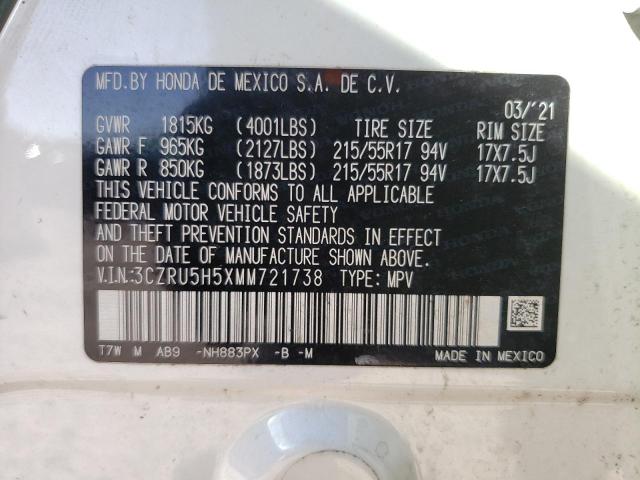 MFD. BY HONDA DE MEXICO S.A. DE C.V.
03/'21
GVWR 1815KG (4001LBS) TIRE SIZE RIM SIZE
GAWR F 965KG (2127LBS) 215/55R17 94V 17X7.5J
GAWR R 850KG (1873LBS) 215/55R17 94V 17X7.5J
THIS VEHICLE CONFORMS TO ALL APPLICABLE
FEDERAL MOTOR VEHICLE SAFETY
AND THEFT PREVENTION STANDARDS IN EFFECT
ON THE DATE OF MANUFACTURE SHOWN ABOVE.
V.I.N.:3CZRU5H5XMM721738 TYPE: MPV
T7W M AB9 -NH883PX -B -M
MADE IN MEXICO